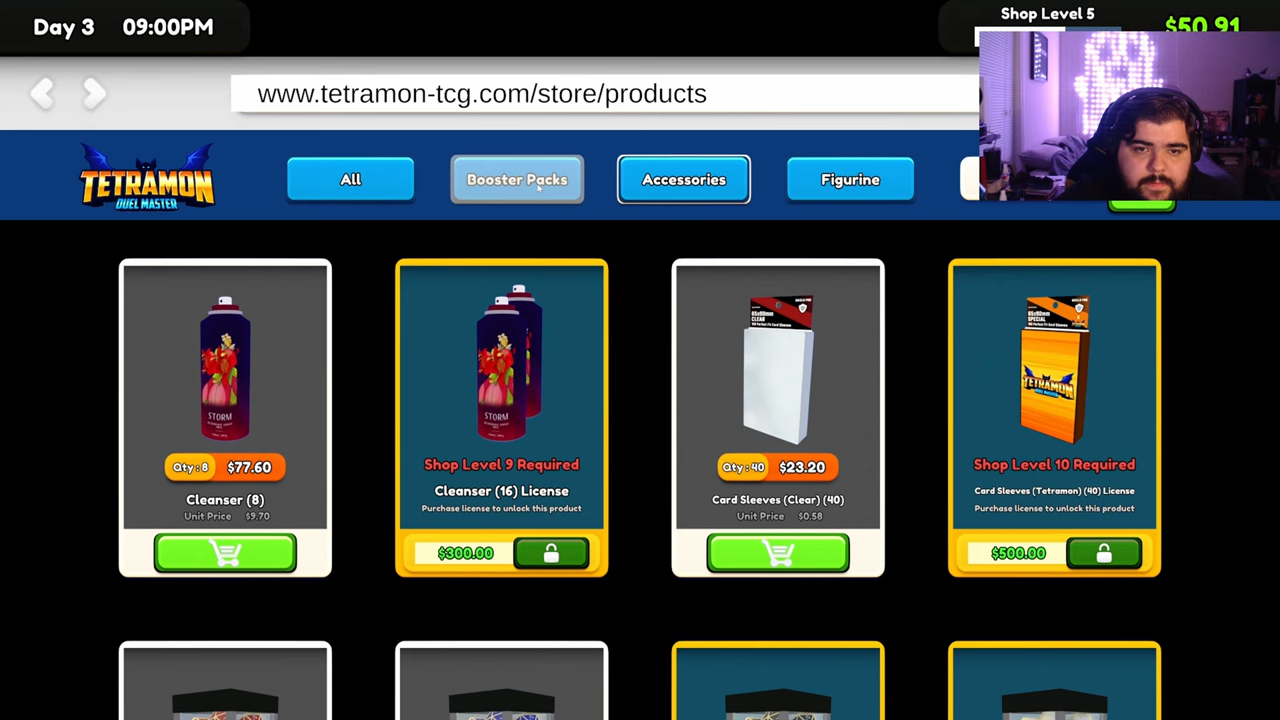 Day 3 09:00PM
Shop Level 5
$50.91
www.tetramon-tcg.com/store/products
TETRAMON
DUEL MASTER
All
Booster Packs
Accessories
Figurine
STORM
STORM
CLEAR
SPECIAL
TETRAMON
Qty : 8 $77.60
Cleanser (8)
Unit Price $9.70
Shop Level 9 Required
Cleanser (16) License
Purchase license to unlock this product
$300.00
Qty : 40 $23.20
Card Sleeves (Clear) (40)
Unit Price $0.58
Shop Level 10 Required
Card Sleeves (Tetramon) (40) License
Purchase license to unlock this product
$500.00